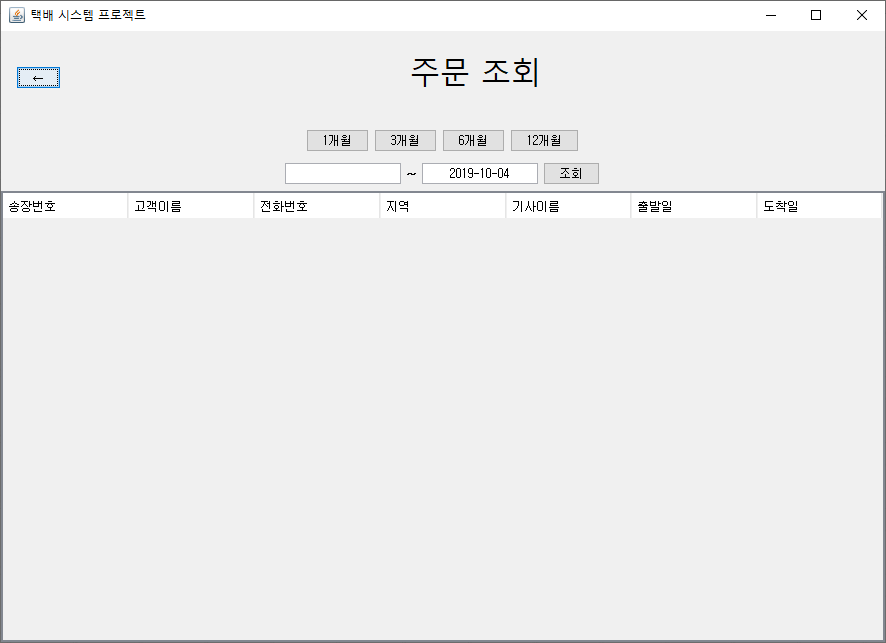 택배 시스템 프로젝트
← 주문 조회
1개월 3개월 6개월 12개월
~ 2019-10-04 조회
송장번호 고객이름 전화번호 지역 기사이름 출발일 도착일